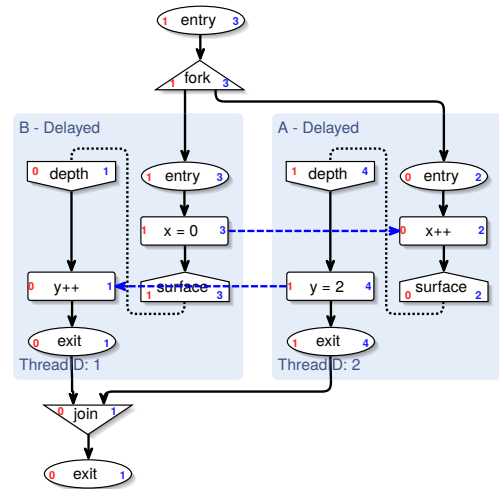 1 entry 3
1 fork 3
B - Delayed
A - Delayed
0 depth 1
1 entry 3
1 depth 4
0 entry 2
1 x = 0 3
0 x++ 2
0 y++ 1
1 surface 3
1 y = 2 4
0 surface 2
0 exit 1
1 exit 4
Thread ID: 1
Thread ID: 2
0 join 1
0 exit 1